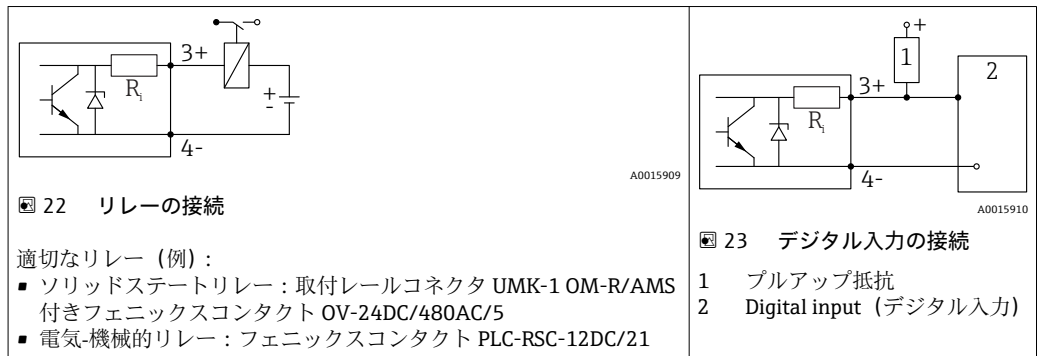 3+
Rᵢ
+
-
4-
A0015909
22 リレーの接続
適切なリレー（例）:
■ ソリッドステートリレー：取付レールコネクタ UMK-1 OM-R/AMS
付きフェニックスコンタクト OV-24DC/480AC/5
■ 電気-機械的リレー：フェニックスコンタクト PLC-RSC-12DC/21
+
1
2
3+
Rᵢ
4-
A0015910
23 デジタル入力の接続
1 プルアップ抵抗
2 Digital input（デジタル入力）